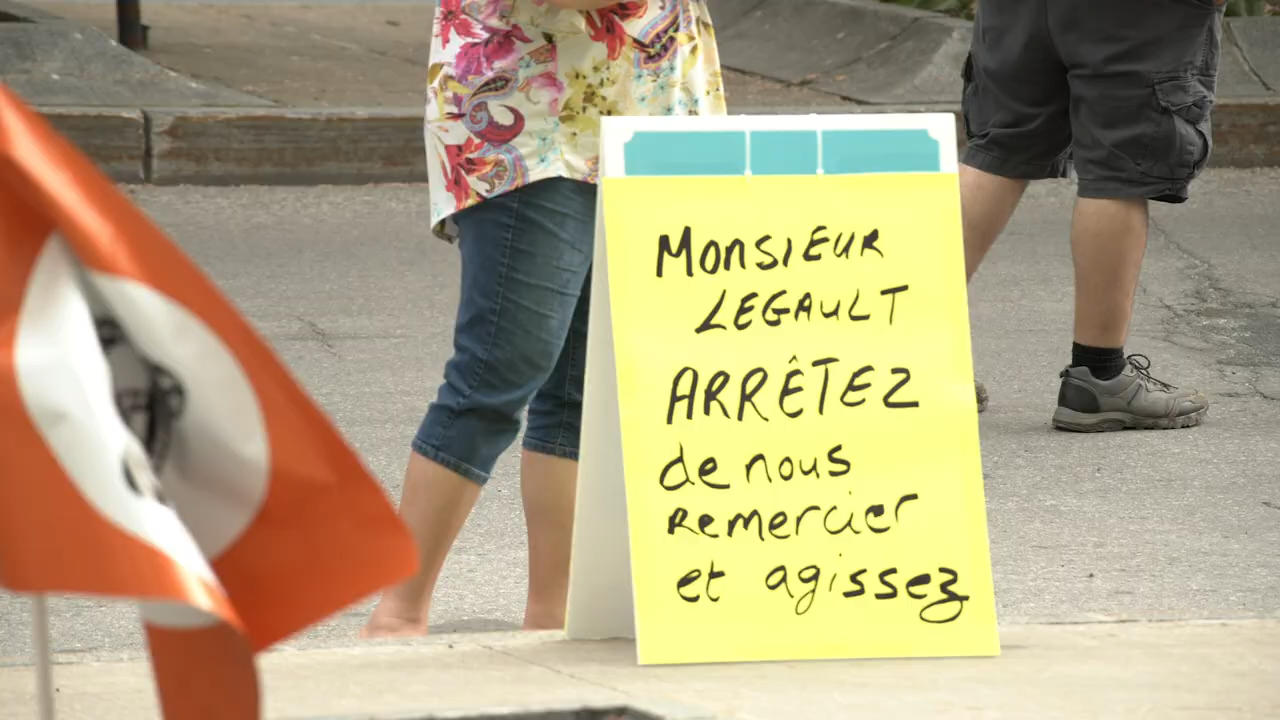 MONSIEUR
LEGAULT
ARRÊTEZ
de nous
Remercier
et agissez